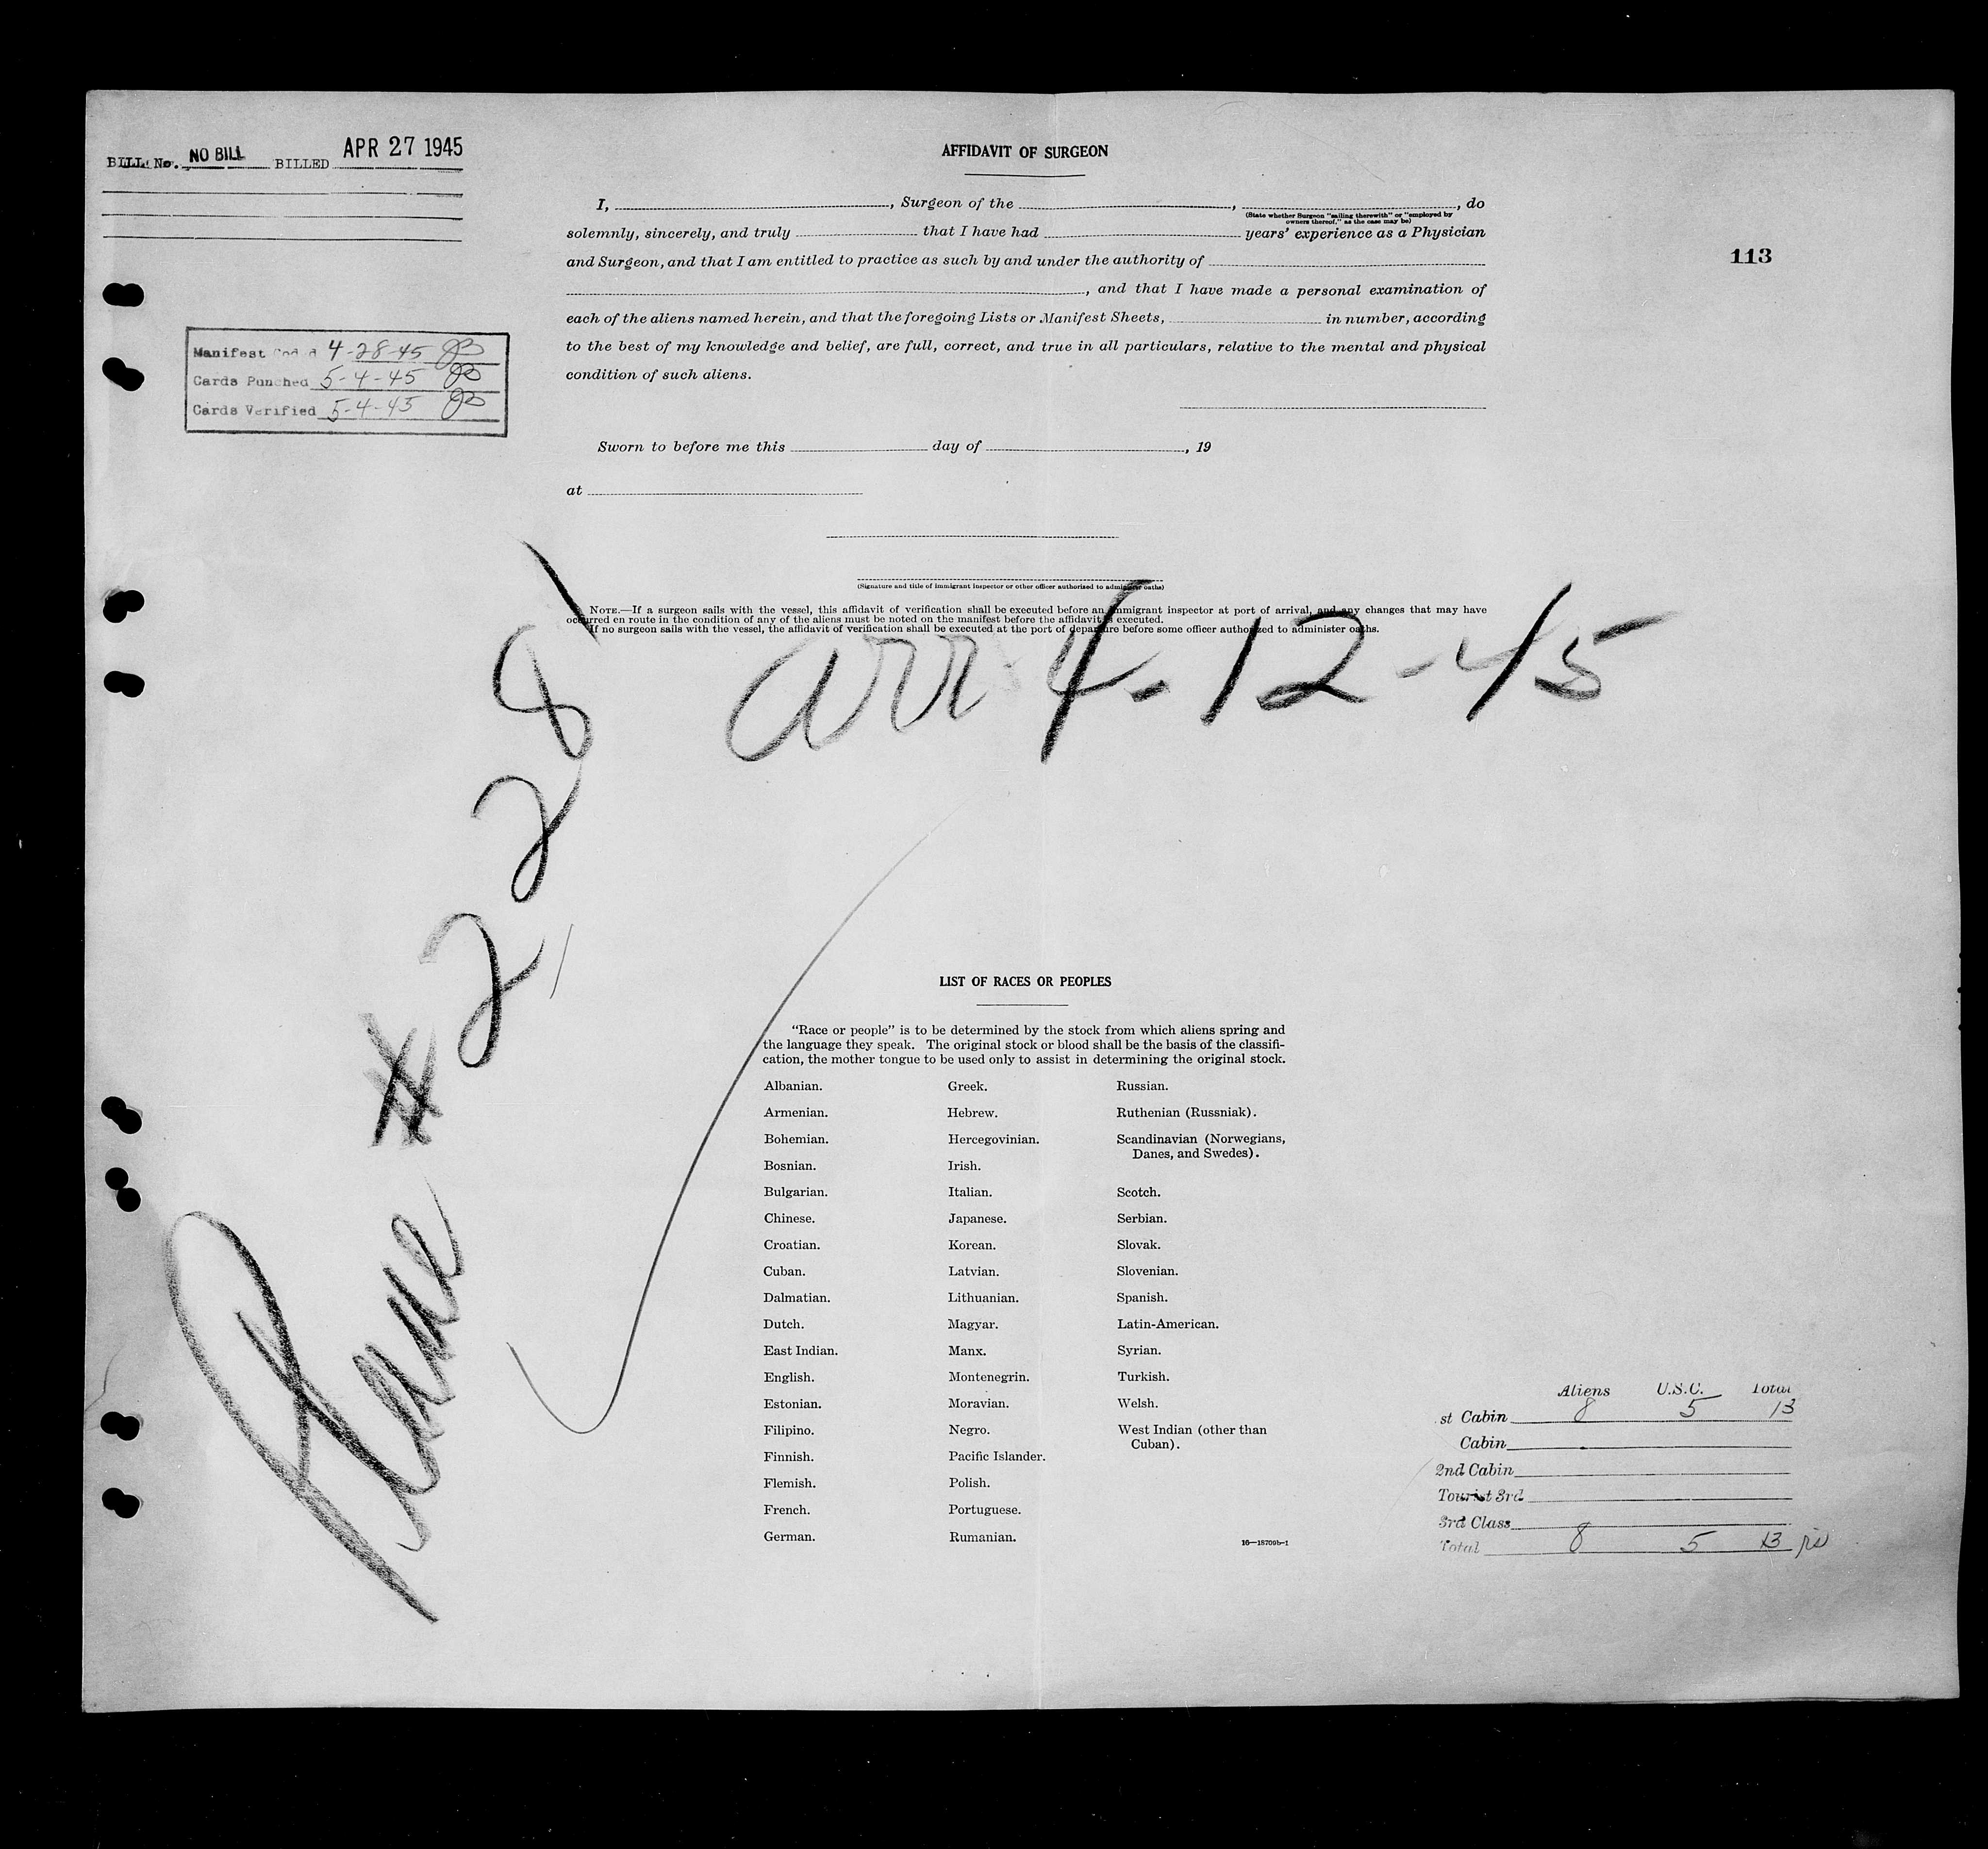 BILL No. NO BILL BILLED APR 27 1945
AFFIDAVIT OF SURGEON
I, , Surgeon of the , , do
(State whether Surgeon "sailing therewith" or "employed by
owners thereof," as the case may be)
solemnly, sincerely, and truly that I have had years' experience as a Physician
and Surgeon, and that I am entitled to practice as such by and under the authority of
113
, and that I have made a personal examination of
each of the aliens named herein, and that the foregoing Lists or Manifest Sheets, in number, according
to the best of my knowledge and belief, are full, correct, and true in all particulars, relative to the mental and physical
condition of such aliens.
Manifest Cod d 4-28-45
Cards Punched 5-4-45
Cards Verified 5-4-45
Sworn to before me this day of , 19
at
(Signature and title of immigrant inspector or other officer authorized to administer oaths)
NOTE.—If a surgeon sails with the vessel, this affidavit of verification shall be executed before an immigrant inspector at port of arrival, and any changes that may have
occurred en route in the condition of any of the aliens must be noted on the manifest before the affidavit is executed.
If no surgeon sails with the vessel, the affidavit of verification shall be executed at the port of departure before some officer authorized to administer oaths.
arr 4-12-45
Plane # 228
LIST OF RACES OR PEOPLES
"Race or people" is to be determined by the stock from which aliens spring and
the language they speak. The original stock or blood shall be the basis of the classifi-
cation, the mother tongue to be used only to assist in determining the original stock.
Albanian. Greek. Russian.
Armenian. Hebrew. Ruthenian (Russniak).
Bohemian. Hercegovinian. Scandinavian (Norwegians,
Danes, and Swedes).
Bosnian. Irish.
Bulgarian. Italian. Scotch.
Chinese. Japanese. Serbian.
Croatian. Korean. Slovak.
Cuban. Latvian. Slovenian.
Dalmatian. Lithuanian. Spanish.
Dutch. Magyar. Latin-American.
East Indian. Manx. Syrian.
English. Montenegrin. Turkish.
Estonian. Moravian. Welsh.
Filipino. Negro. West Indian (other than
Cuban).
Finnish. Pacific Islander.
Flemish. Polish.
French. Portuguese.
German. Rumanian.
16—18709b-1
Aliens U.S.C. Total
st Cabin 8 5 13
Cabin
2nd Cabin
Tourist 3rd
3rd Class
Total 8 5 13